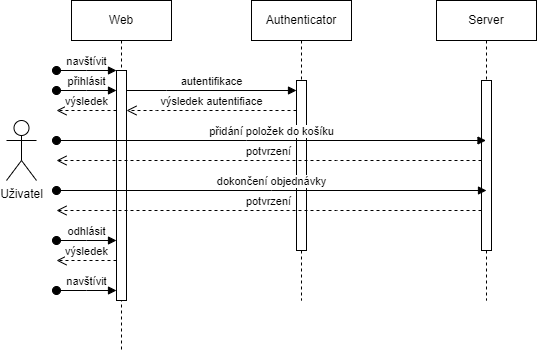 Web
Authenticator
Server
navštívit
přihlásit
autentifikace
výsledek
výsledek autentifiace
přidání položek do košíku
potvrzení
Uživatel
dokončení objednávky
potvrzení
odhlásit
výsledek
navštívit